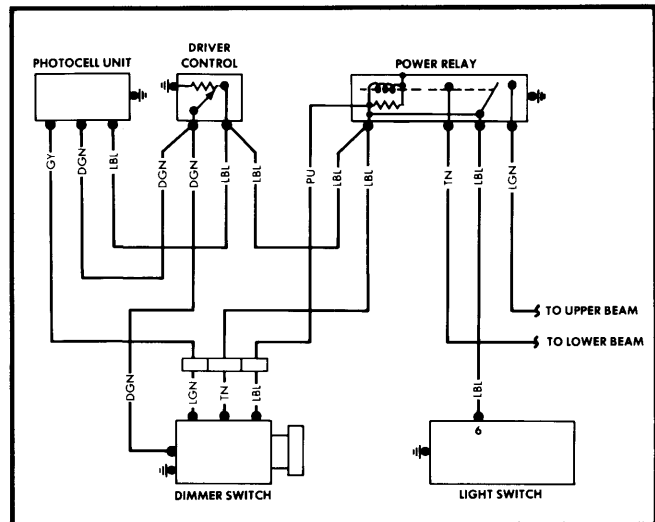 DRIVER
CONTROL
PHOTOCELL UNIT
POWER RELAY
GY
DGN
LBL
DGN
DGN
LBL
LBL
PU
LBL
LBL
TN
LBL
LGN
TO UPPER BEAM
TO LOWER BEAM
DGN
LGN
TN
LBL
LBL
6
DIMMER SWITCH
LIGHT SWITCH